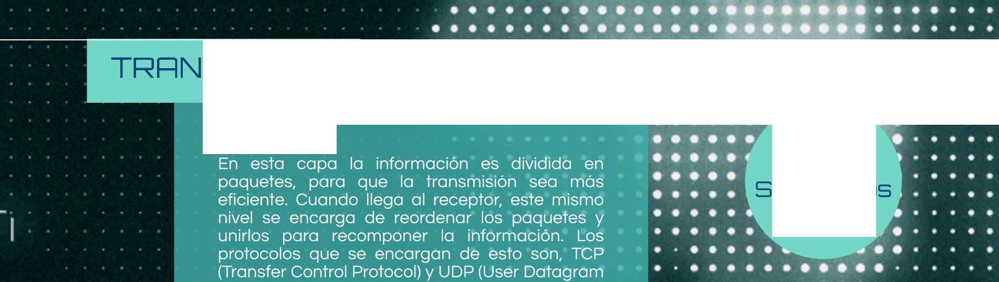 TRAN
En esta capa la información es dividida en
paquetes, para que la transmisión sea más
eficiente. Cuando llega al receptor, este mismo
nivel se encarga de reordenar los paquetes y
unirlos para recomponer la información. Los
protocolos que se encargan de esto son, TCP
(Transfer Control Protocol) y UDP (User Datagram